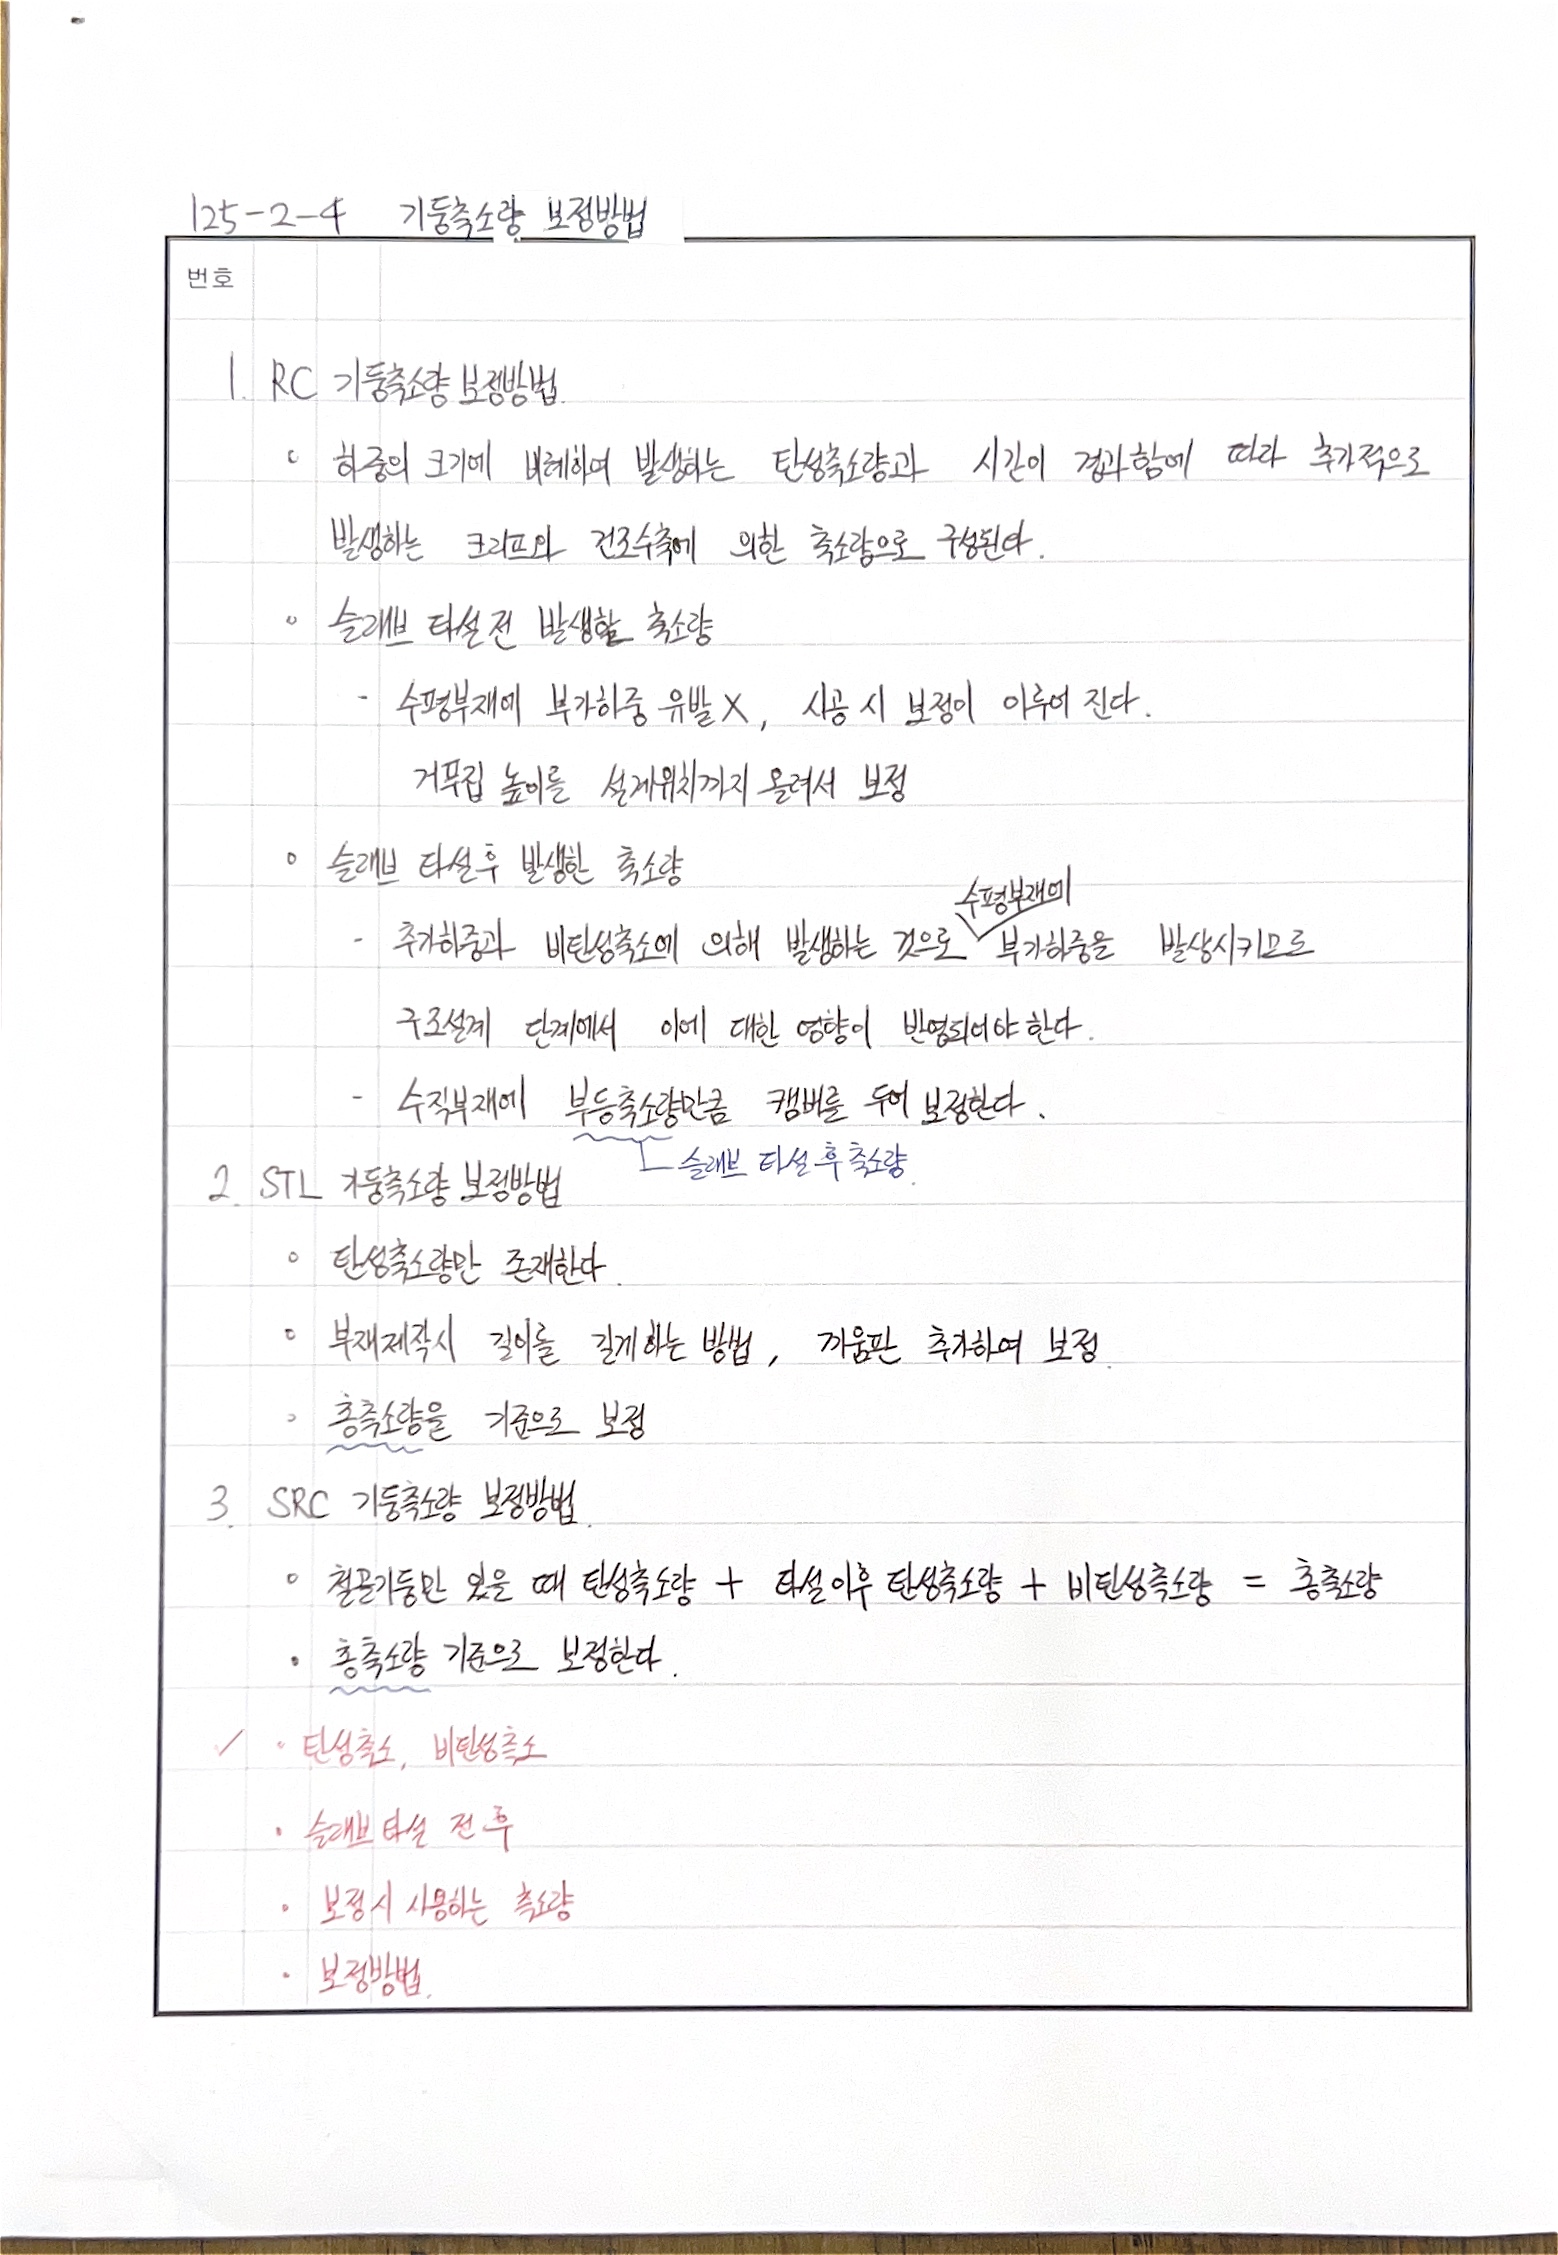 125-2-4 기둥축소량 보정방법
번호
1. RC 기둥축소량 보정방법.
◦ 하중의 크기에 비례하여 발생하는 탄성축소량과 시간이 경과함에 따라 추가적으로
발생하는 크리프와 건조수축에 의한 축소량으로 구성된다.
◦ 슬래브 타설 전 발생할 축소량
- 수평부재에 부가하중 유발 X, 시공 시 보정이 이루어 진다.
거푸집 높이를 설계위치까지 올려서 보정
◦ 슬래브 타설 후 발생한 축소량
수평부재에
- 추가하중과 비탄성축소에 의해 발생하는 것으로 부가하중을 발상시키므로
구조설계 단계에서 이에 대한 영향이 반영되어야 한다.
- 수직부재에 부등축소량만큼 캠버를 두어 보정한다.
슬래브 타설 후 축소량.
2. STL 기둥축소량 보정방법
◦ 탄성축소량만 존재한다.
◦ 부재제작시 길이를 길게 하는 방법, 끼움판 추가하여 보정.
◦ 총축소량을 기준으로 보정
3. SRC 기둥축소량 보정방법.
◦ 철골기둥만 있을 때 탄성축소량 + 타설 이후 탄성축소량 + 비탄성축소량 = 총축소량
• 총축소량 기준으로 보정한다.
✓ • 탄성축소, 비탄성축소
• 슬래브 타설 전 후
• 보정시 사용하는 축소량
• 보정방법.